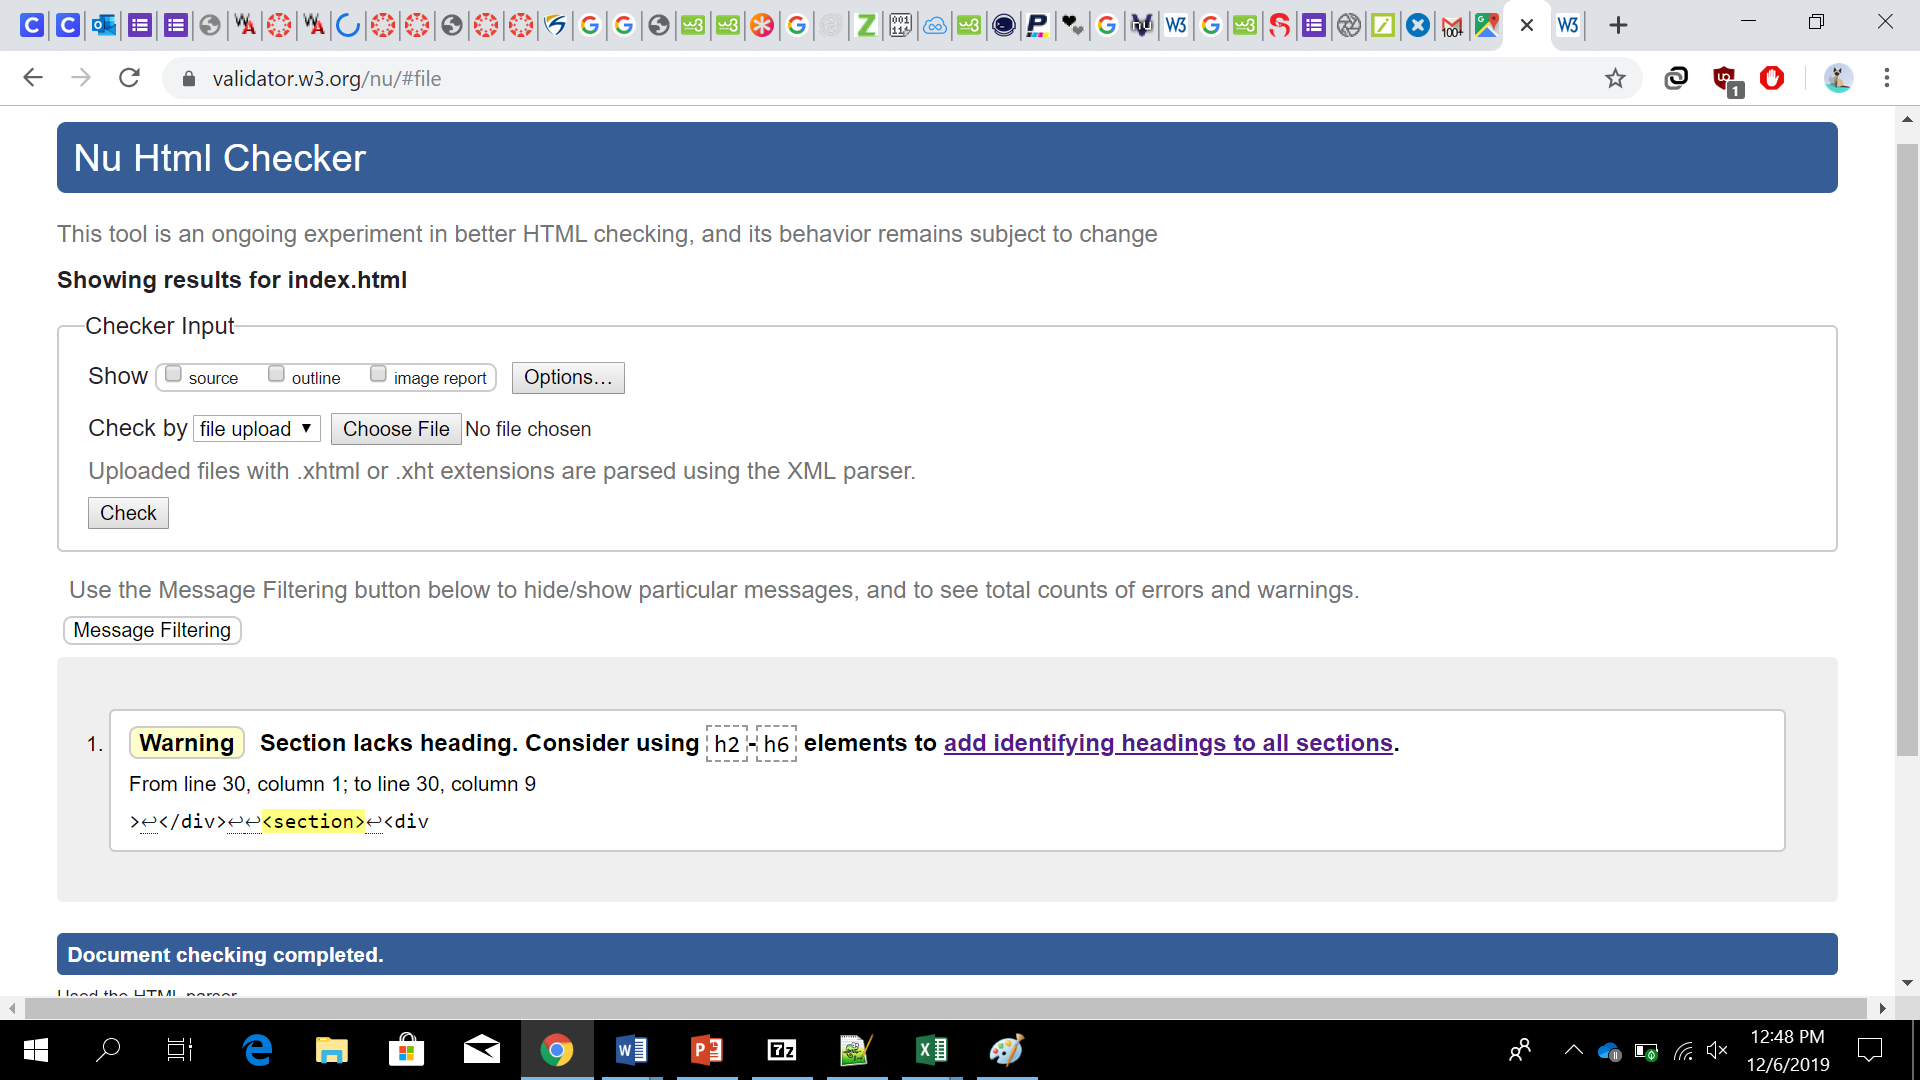 validator.w3.org/nu/#file
1
Nu Html Checker
This tool is an ongoing experiment in better HTML checking, and its behavior remains subject to change
Showing results for index.html
Checker Input
Show source outline image report Options...
Check by file upload Choose File No file chosen
Uploaded files with .xhtml or .xht extensions are parsed using the XML parser.
Check
Use the Message Filtering button below to hide/show particular messages, and to see total counts of errors and warnings.
Message Filtering
1. Warning Section lacks heading. Consider using h2-h6 elements to add identifying headings to all sections.
From line 30, column 1; to line 30, column 9
>↩</div>↩↩<section>↩<div
Document checking completed.
Used the HTML parser.
12:48 PM
12/6/2019